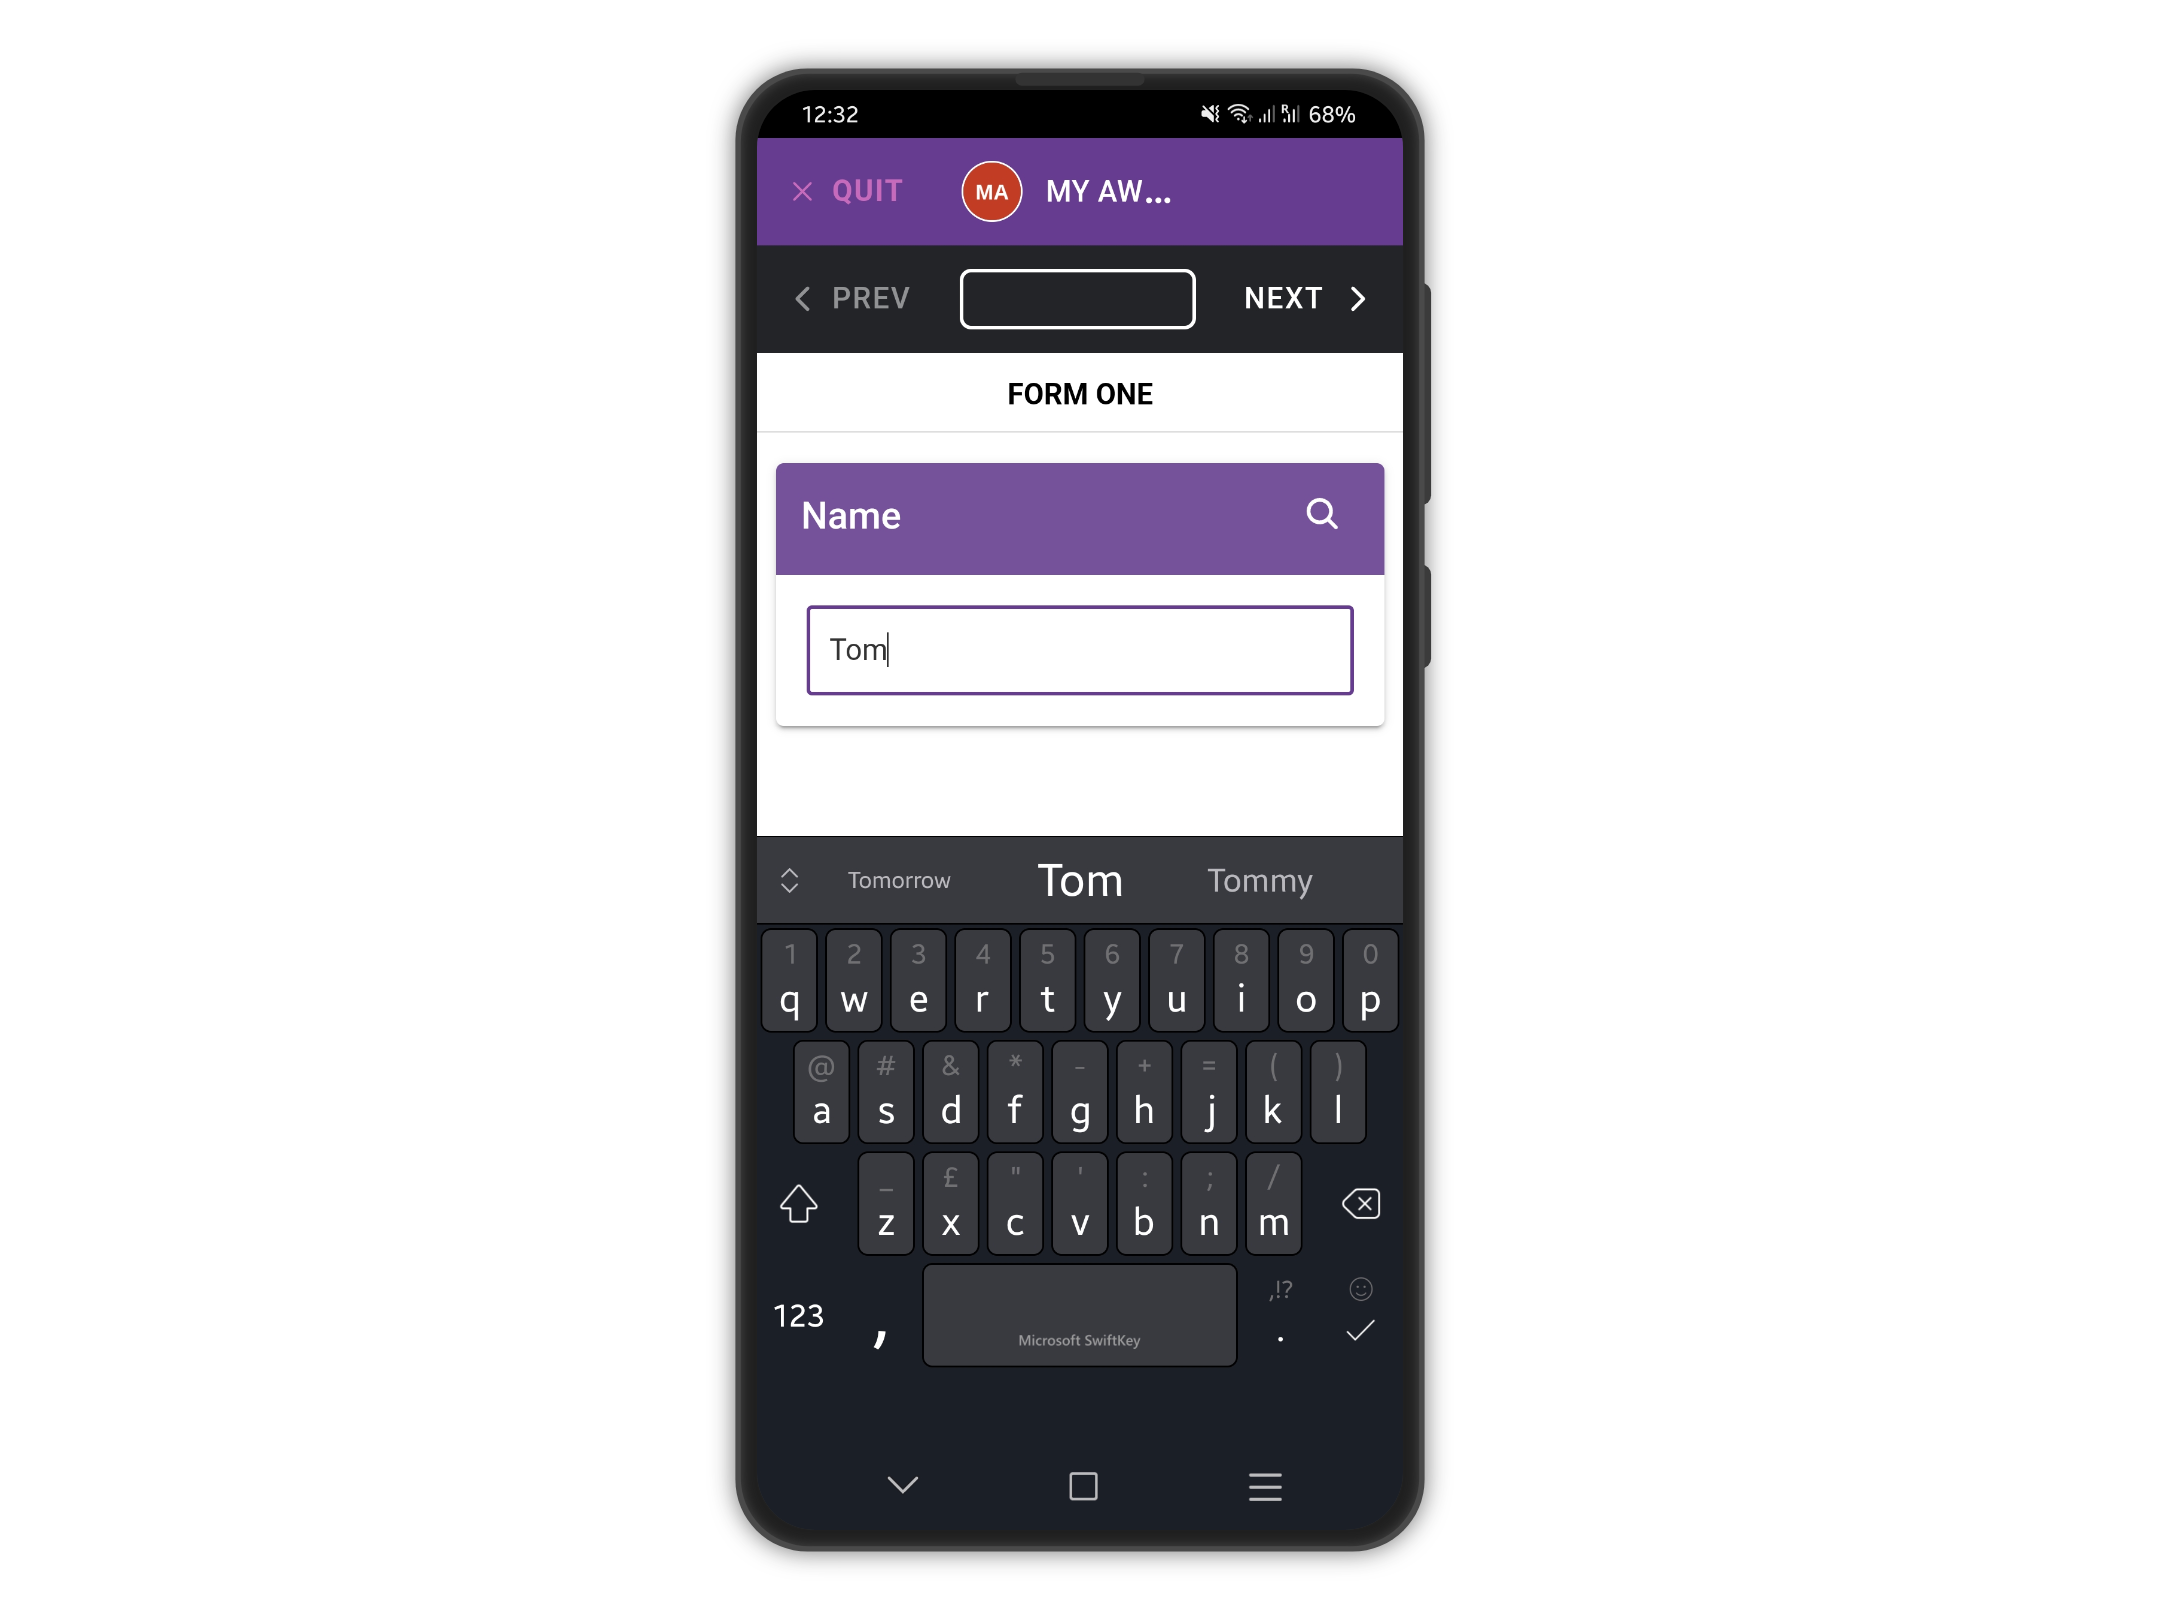 12:32 68%
QUIT MA MY AW...
PREV NEXT
FORM ONE
Name
Tom
Tomorrow Tom Tommy
1 2 3 4 5 6 7 8 9 0
q w e r t y u i o p
@ # & * - + = ( )
a s d f g h j k l
_ £ " ' : ; /
z x c v b n m
,!?
123 , Microsoft SwiftKey .